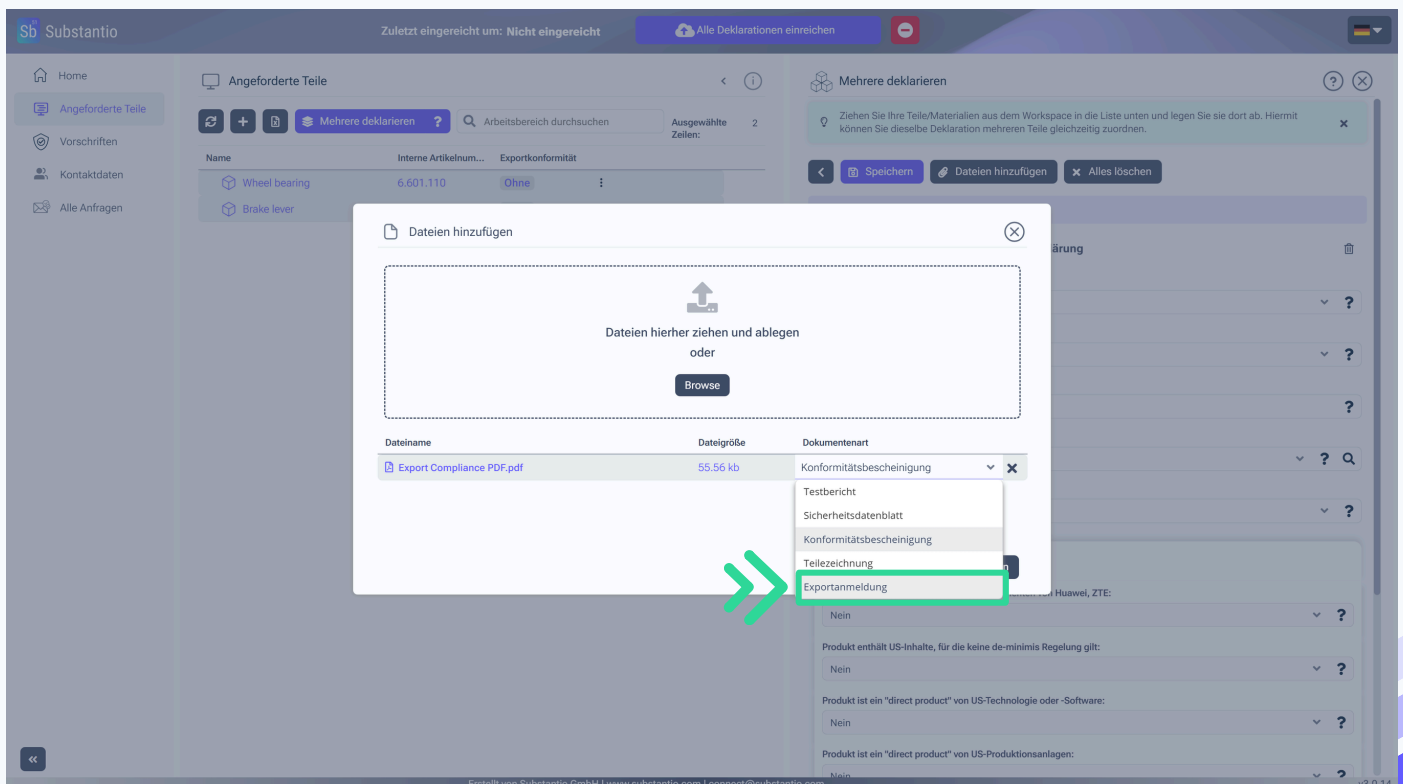 Sb Substantio
Zuletzt eingereicht um: Nicht eingereicht
Alle Deklarationen einreichen
Home
Angeforderte Teile
Vorschriften
Kontaktdaten
Alle Anfragen
Angeforderte Teile
Mehrere deklarieren ?
Arbeitsbereich durchsuchen
Ausgewählte Zeilen: 2
Name Interne Artikelnum... Exportkonformität
Wheel bearing 6.601.110 Ohne
Brake lever
Mehrere deklarieren
?
Ziehen Sie Ihre Teile/Materialien aus dem Workspace in die Liste unten und legen Sie sie dort ab. Hiermit
können Sie dieselbe Deklaration mehreren Teile gleichzeitig zuordnen.
Speichern
Dateien hinzufügen
Alles löschen
ärung
?
?
?
?
?
Dateien hinzufügen
Dateien hierher ziehen und ablegen
oder
Browse
Dateiname Dateigröße Dokumentenart
Export Compliance PDF.pdf 55.56 kb Konformitätsbescheinigung
Testbericht
Sicherheitsdatenblatt
Konformitätsbescheinigung
Teilezeichnung
Exportanmeldung
Huawei, ZTE:
Nein ?
Produkt enthält US-Inhalte, für die keine de-minimis Regelung gilt:
Nein ?
Produkt ist ein "direct product" von US-Technologie oder -Software:
Nein ?
Produkt ist ein "direct product" von US-Produktionsanlagen:
Nein ?
Erstellt von Substantio GmbH | www.substantio.com | connect@substantio.com
v3.0.14